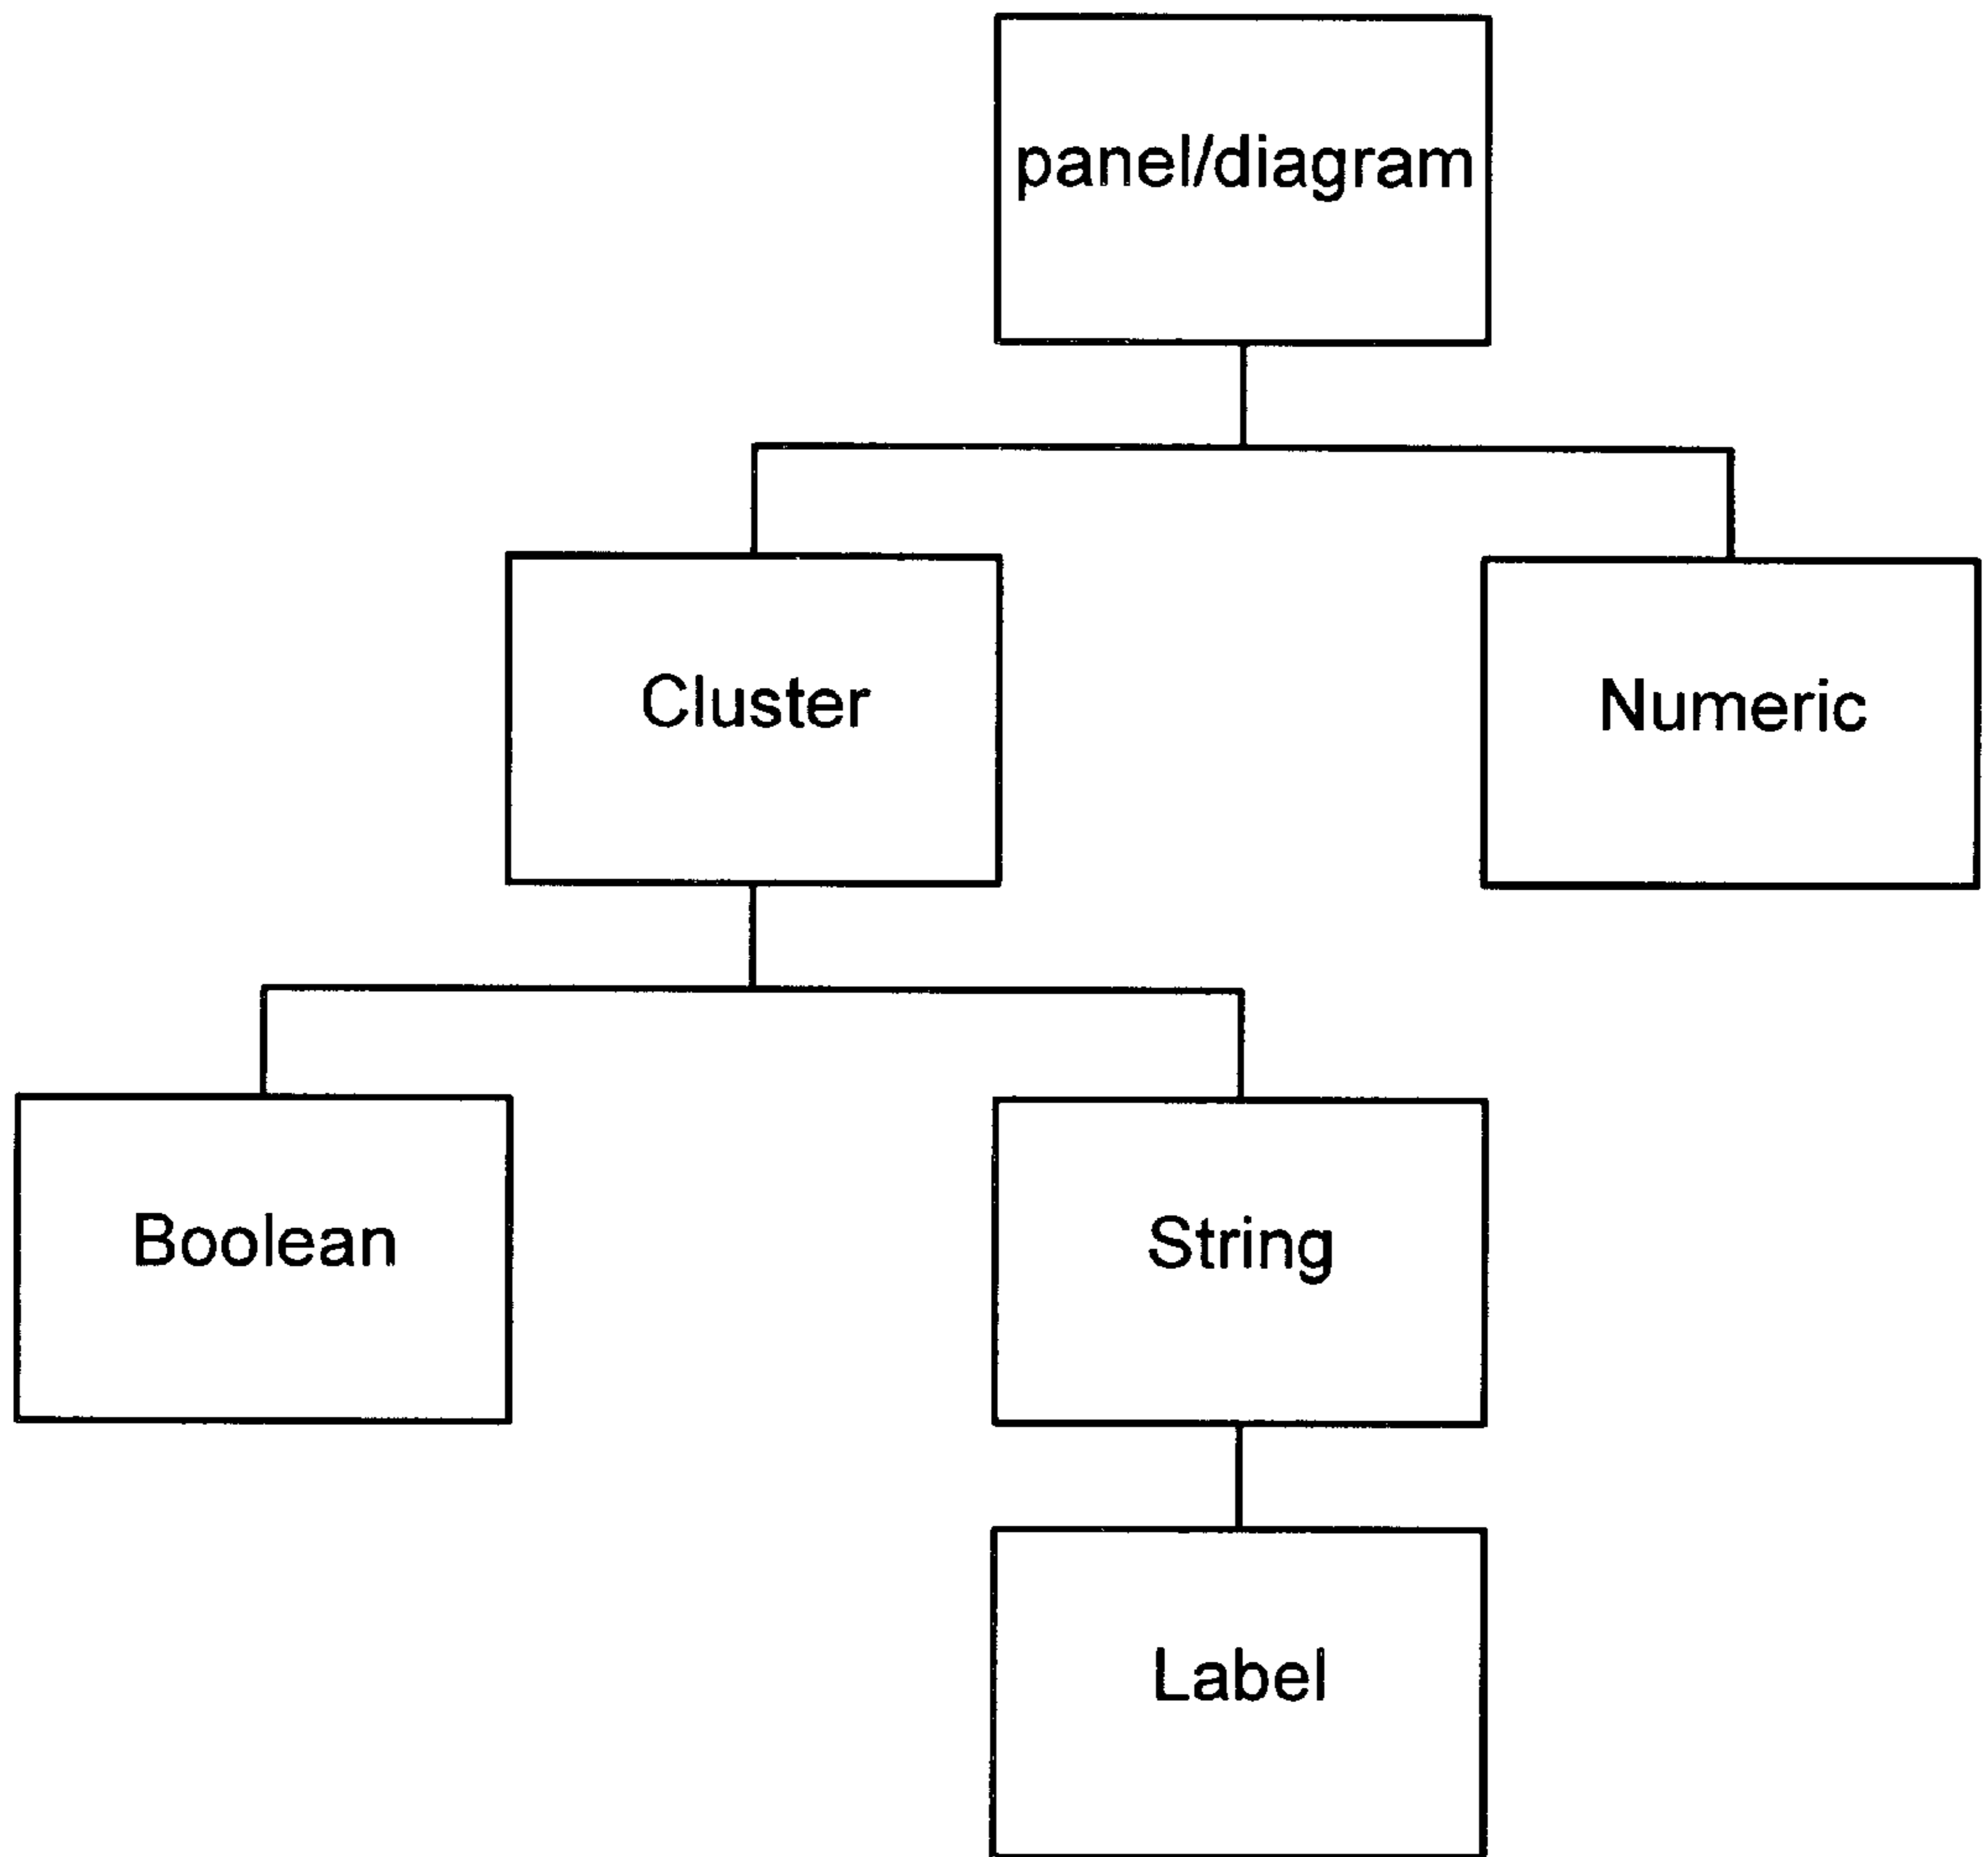 panel/diagram
Cluster
Numeric
Boolean
String
Label